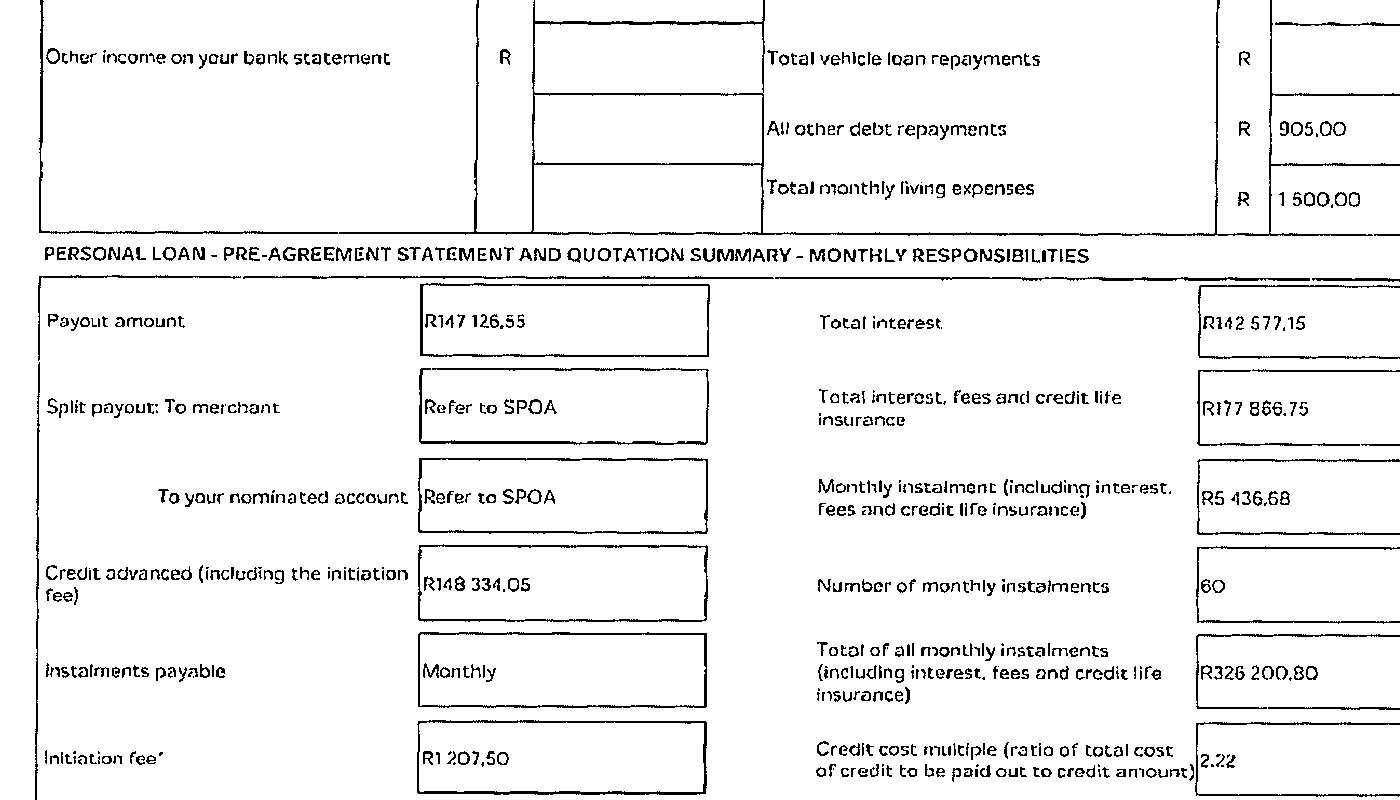 Other income on your bank statement R Total vehicle loan repayments R
All other debt repayments R 905,00
Total monthly living expenses R 1 500,00
PERSONAL LOAN - PRE-AGREEMENT STATEMENT AND QUOTATION SUMMARY - MONTHLY RESPONSIBILITIES
Payout amount R147 126,55 Total interest R142 577,15
Split payout: To merchant Refer to SPOA Total interest, fees and credit life
insurance R177 866,75
To your nominated account Refer to SPOA Monthly instalment (including interest,
fees and credit life insurance) R5 436,68
Credit advanced (including the initiation
fee) R148 334,05 Number of monthly instalments 60
Instalments payable Monthly Total of all monthly instalments
(including interest, fees and credit life R326 200,80
insurance)
Initiation fee* R1 207,50 Credit cost multiple (ratio of total cost
of credit to be paid out to credit amount) 2.22